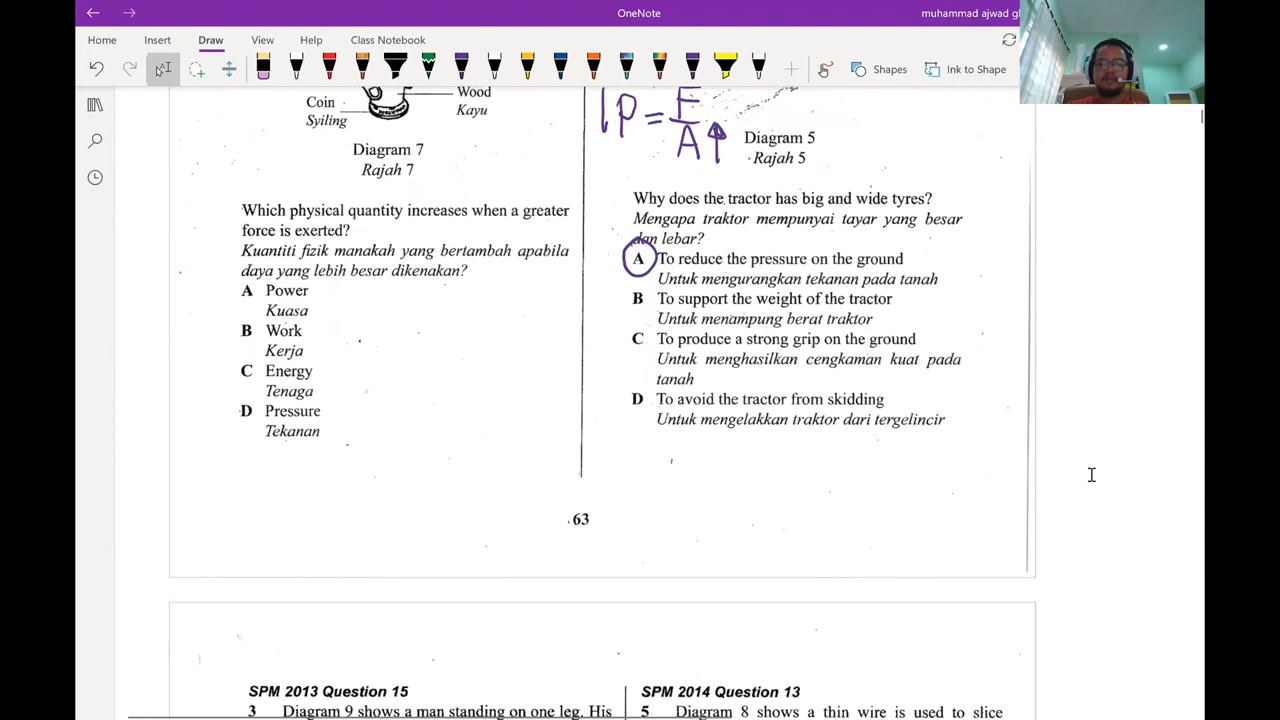 OneNote
muhammad ajwad gl
Home Insert Draw View Help Class Notebook
Shapes
Ink to Shape
Coin
Syiling
Wood
Kayu
Diagram 7
Rajah 7
Which physical quantity increases when a greater
force is exerted?
Kuantiti fizik manakah yang bertambah apabila
daya yang lebih besar dikenakan?
A Power
Kuasa
B Work
Kerja
C Energy
Tenaga
D Pressure
Tekanan
P = F
A ↑
Diagram 5
Rajah 5
Why does the tractor has big and wide tyres?
Mengapa traktor mempunyai tayar yang besar
dan lebar?
A To reduce the pressure on the ground
Untuk mengurangkan tekanan pada tanah
B To support the weight of the tractor
Untuk menampung berat traktor
C To produce a strong grip on the ground
Untuk menghasilkan cengkaman kuat pada
tanah
D To avoid the tractor from skidding
Untuk mengelakkan traktor dari tergelincir
63
SPM 2013 Question 15
3 Diagram 9 shows a man standing on one leg. His
SPM 2014 Question 13
5 Diagram 8 shows a thin wire is used to slice